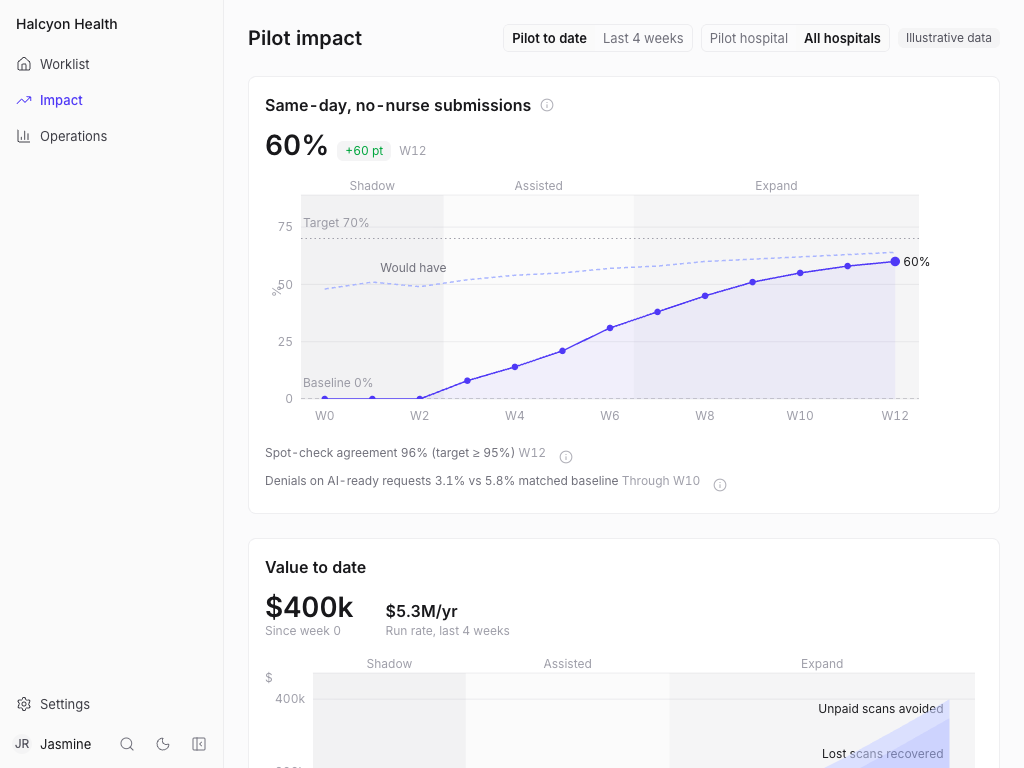 Halcyon Health
Worklist
Impact
Operations
Settings
JR Jasmine
Pilot impact
Pilot to date Last 4 weeks
Pilot hospital All hospitals
Illustrative data
Same-day, no-nurse submissions
60% +60 pt W12
Shadow Assisted Expand
75
Target 70%
Would have
50
%
60%
25
Baseline 0%
0
W0 W2 W4 W6 W8 W10 W12
Spot-check agreement 96% (target ≥ 95%) W12
Denials on AI-ready requests 3.1% vs 5.8% matched baseline Through W10
Value to date
$400k $5.3M/yr
Since week 0 Run rate, last 4 weeks
Shadow Assisted Expand
$
400k
Unpaid scans avoided
Lost scans recovered